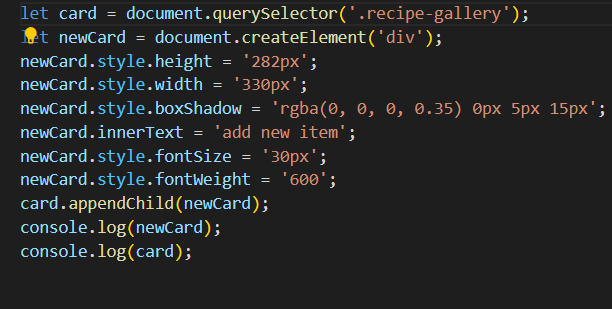 let card = document.querySelector('.recipe-gallery');
let newCard = document.createElement('div');
newCard.style.height = '282px';
newCard.style.width = '330px';
newCard.style.boxShadow = 'rgba(0, 0, 0, 0.35) 0px 5px 15px';
newCard.innerText = 'add new item';
newCard.style.fontSize = '30px';
newCard.style.fontWeight = '600';
card.appendChild(newCard);
console.log(newCard);
console.log(card);